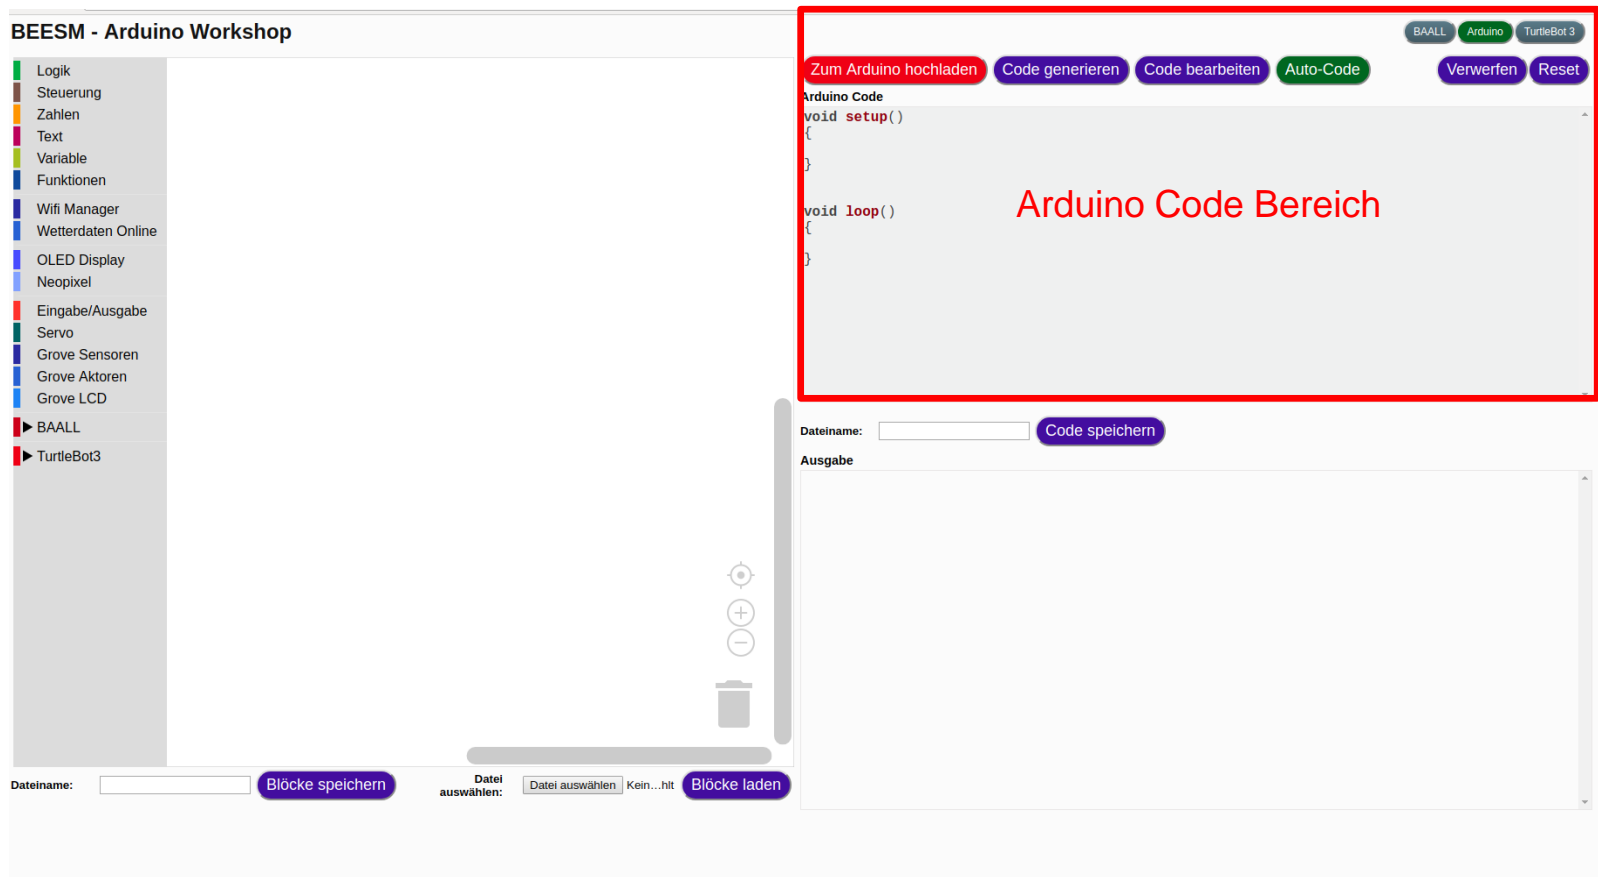 BEESM - Arduino Workshop
BAALL Arduino TurtleBot 3
Logik
Steuerung
Zahlen
Text
Variable
Funktionen
Wifi Manager
Wetterdaten Online
OLED Display
Neopixel
Eingabe/Ausgabe
Servo
Grove Sensoren
Grove Aktoren
Grove LCD
BAALL
TurtleBot3
Dateiname:
Blöcke speichern
Datei
auswählen:
Datei auswählen Kein...hlt
Blöcke laden
Zum Arduino hochladen Code generieren Code bearbeiten Auto-Code Verwerfen Reset
Arduino Code
void setup()
{
}
void loop()
{
}
Arduino Code Bereich
Dateiname:
Code speichern
Ausgabe